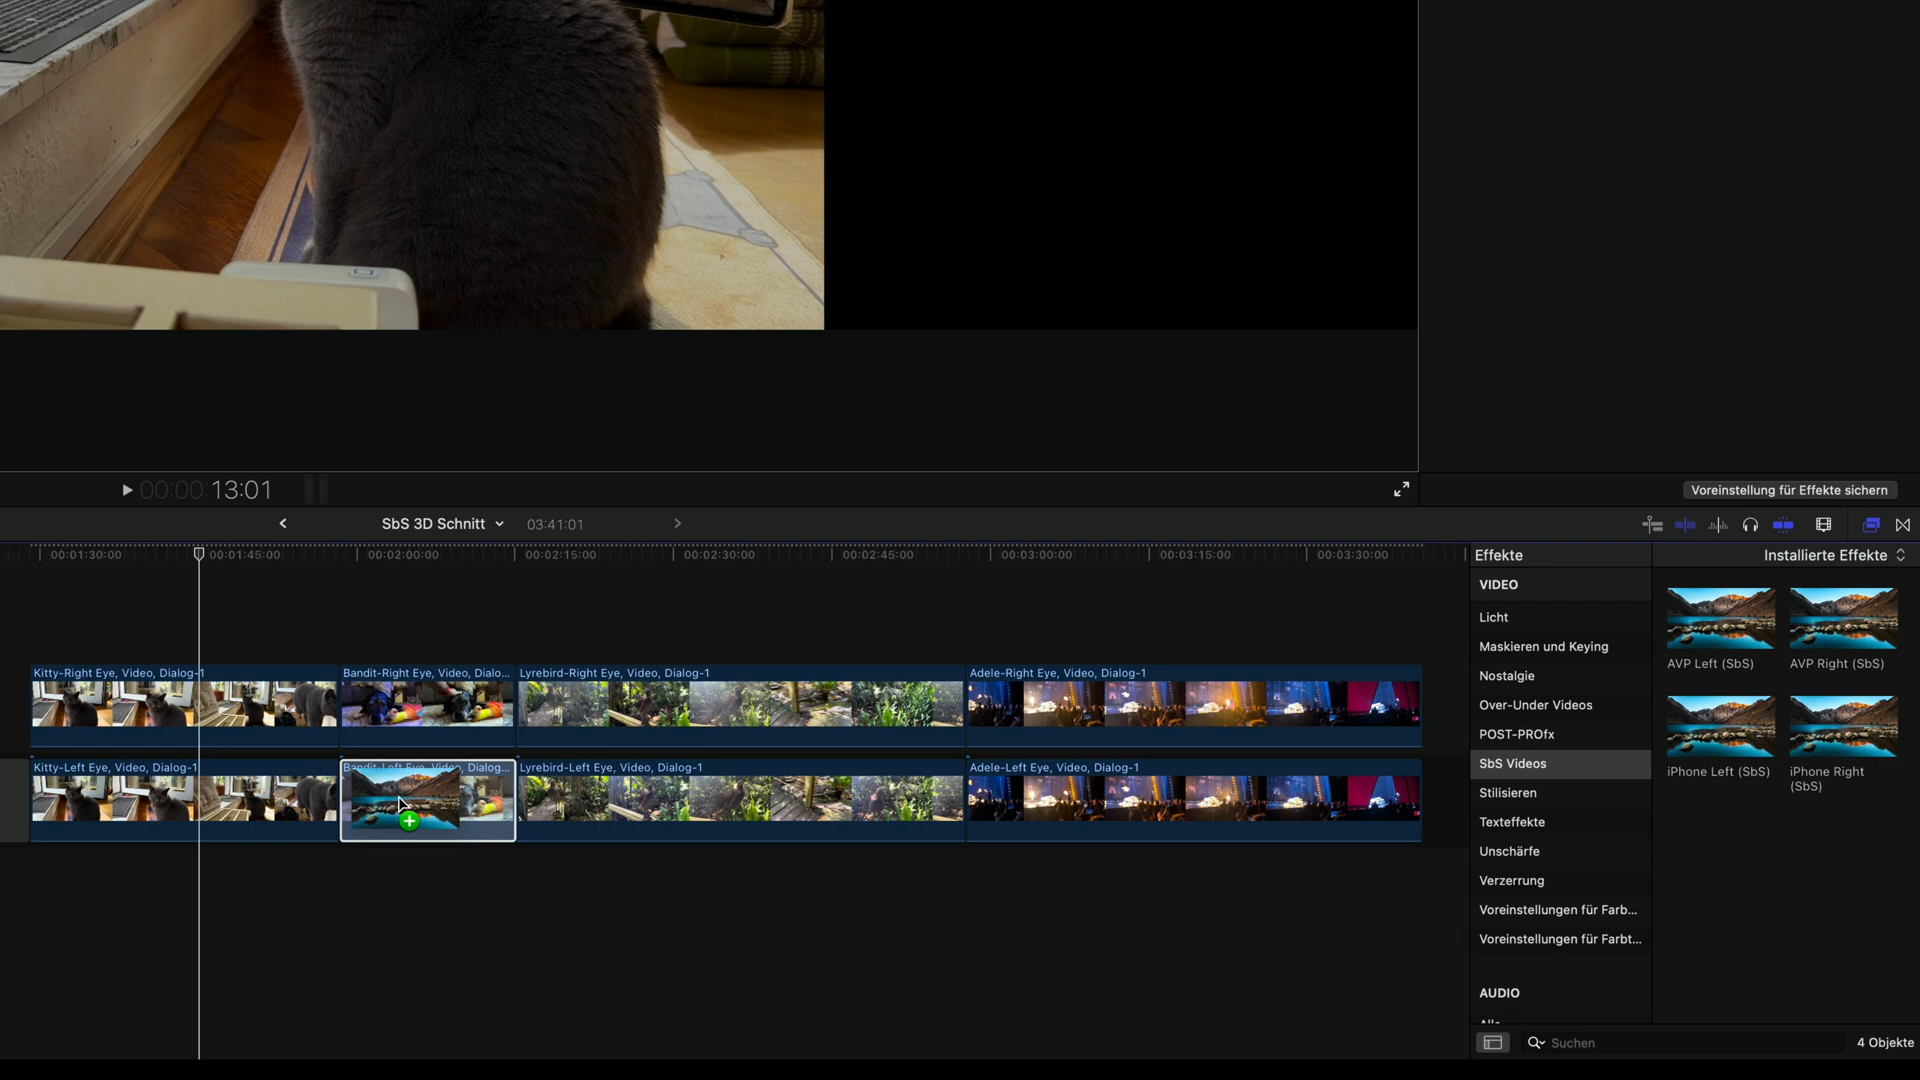 00:00:13:01
Voreinstellung für Effekte sichern
SbS 3D Schnitt
03:41:01
00:01:30:00
00:01:45:00
00:02:00:00
00:02:15:00
00:02:30:00
00:02:45:00
00:03:00:00
00:03:15:00
00:03:30:00
Effekte
Installierte Effekte
VIDEO
Licht
Maskieren und Keying
Nostalgie
Over-Under Videos
POST-PROfx
SbS Videos
Stilisieren
Texteffekte
Unschärfe
Verzerrung
Voreinstellungen für Farb...
Voreinstellungen für Farbt...
AUDIO
AVP Left (SbS)
AVP Right (SbS)
iPhone Left (SbS)
iPhone Right
(SbS)
Kitty-Right Eye, Video, Dialog-1
Bandit-Right Eye, Video, Dialo...
Lyrebird-Right Eye, Video, Dialog-1
Adele-Right Eye, Video, Dialog-1
Kitty-Left Eye, Video, Dialog-1
Bandit-Left Eye, Video, Dialog...
Lyrebird-Left Eye, Video, Dialog-1
Adele-Left Eye, Video, Dialog-1
Suchen
4 Objekte